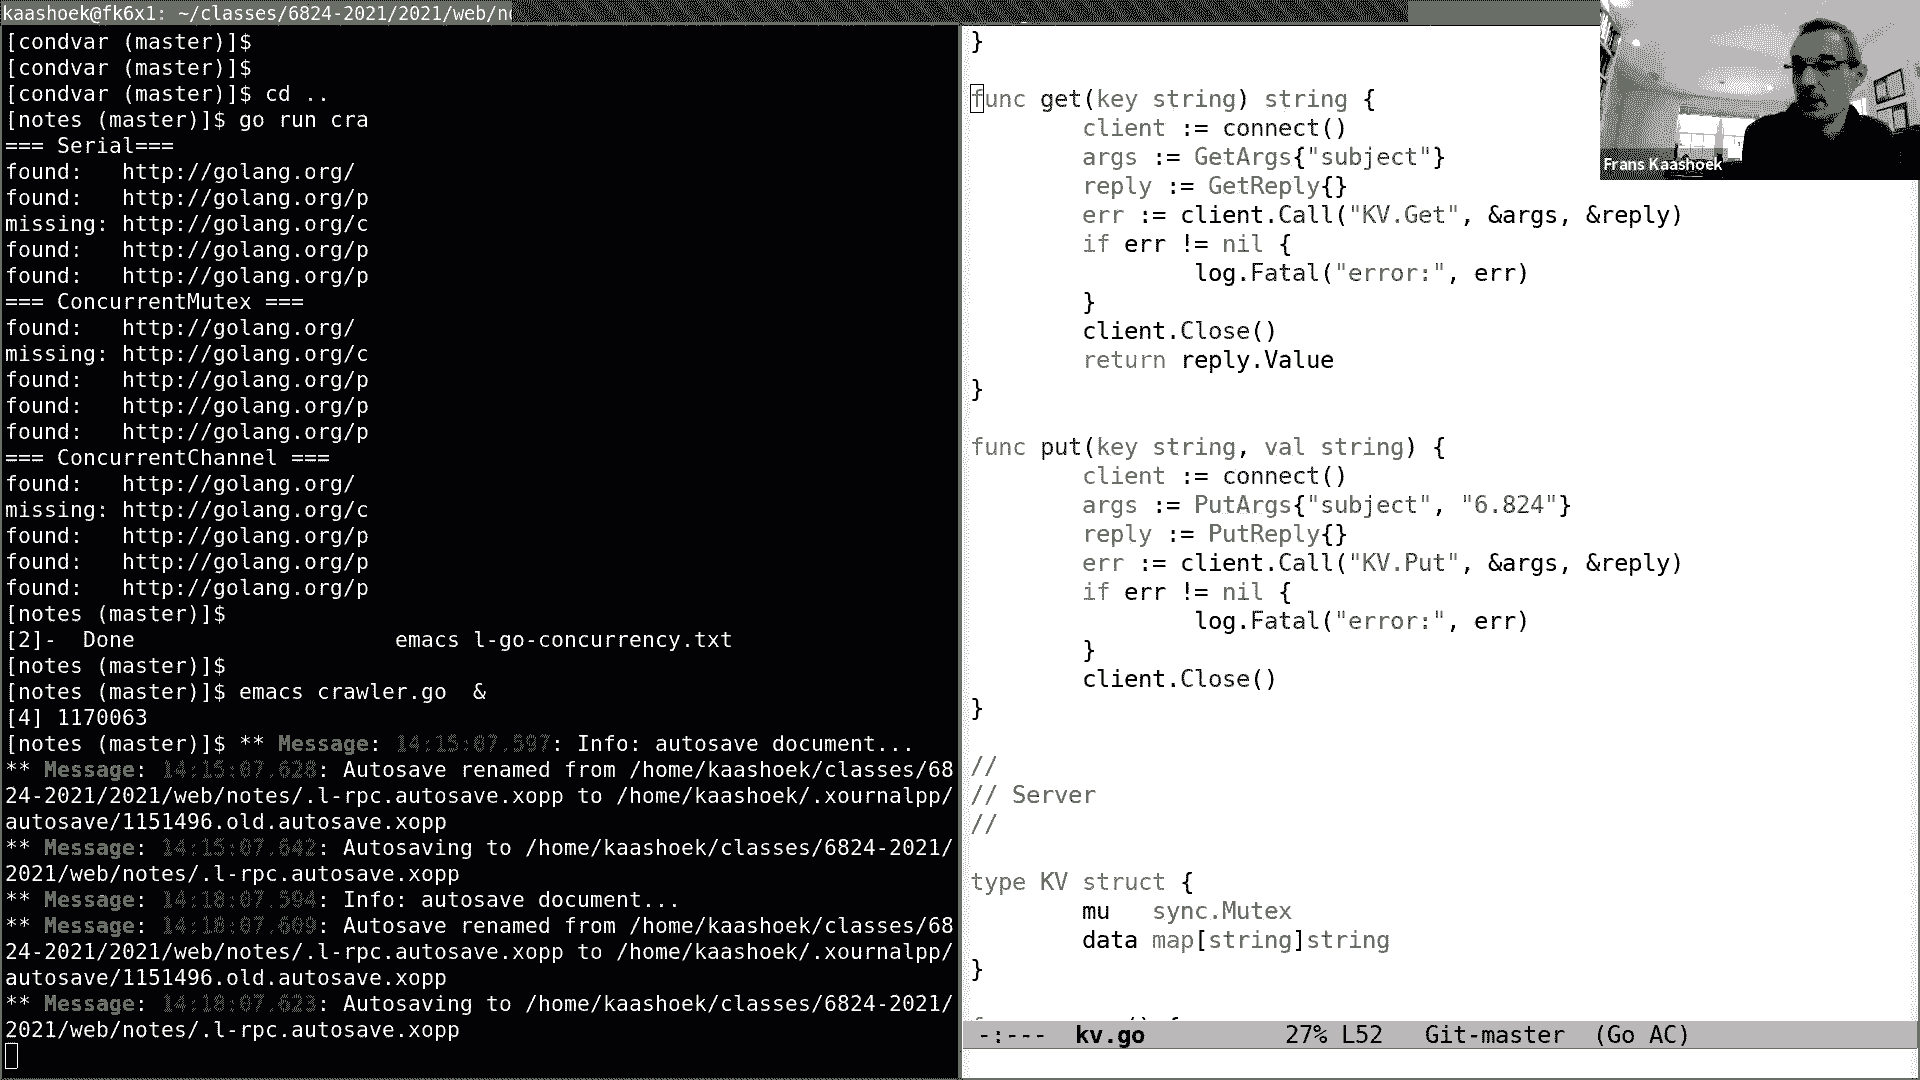 kaashoek@fk6x1: ~/classes/6824-2021/2021/web/no
[condvar (master)]$
[condvar (master)]$
[condvar (master)]$ cd ..
[notes (master)]$ go run cra
=== Serial===
found:   http://golang.org/
found:   http://golang.org/p
missing: http://golang.org/c
found:   http://golang.org/p
found:   http://golang.org/p
=== ConcurrentMutex ===
found:   http://golang.org/
missing: http://golang.org/c
found:   http://golang.org/p
found:   http://golang.org/p
found:   http://golang.org/p
=== ConcurrentChannel ===
found:   http://golang.org/
missing: http://golang.org/c
found:   http://golang.org/p
found:   http://golang.org/p
found:   http://golang.org/p
[notes (master)]$
[2]-  Done                    emacs l-go-concurrency.txt
[notes (master)]$
[notes (master)]$ emacs crawler.go  &
[4] 1170063
[notes (master)]$ ** Message: 14:15:07.597: Info: autosave document...
** Message: 14:15:07.628: Autosave renamed from /home/kaashoek/classes/68
24-2021/2021/web/notes/.l-rpc.autosave.xopp to /home/kaashoek/.xournalpp/
autosave/1151496.old.autosave.xopp
** Message: 14:15:07.642: Autosaving to /home/kaashoek/classes/6824-2021/
2021/web/notes/.l-rpc.autosave.xopp
** Message: 14:18:07.594: Info: autosave document...
** Message: 14:18:07.609: Autosave renamed from /home/kaashoek/classes/68
24-2021/2021/web/notes/.l-rpc.autosave.xopp to /home/kaashoek/.xournalpp/
autosave/1151496.old.autosave.xopp
** Message: 14:18:07.623: Autosaving to /home/kaashoek/classes/6824-2021/
2021/web/notes/.l-rpc.autosave.xopp
}
func get(key string) string {
        client := connect()
        args := GetArgs{"subject"}
        reply := GetReply{}
        err := client.Call("KV.Get", &args, &reply)
        if err != nil {
                log.Fatal("error:", err)
        }
        client.Close()
        return reply.Value
}
func put(key string, val string) {
        client := connect()
        args := PutArgs{"subject", "6.824"}
        reply := PutReply{}
        err := client.Call("KV.Put", &args, &reply)
        if err != nil {
                log.Fatal("error:", err)
        }
        client.Close()
}
//
// Server
//
type KV struct {
        mu   sync.Mutex
        data map[string]string
}
-:---  kv.go          27% L52   Git-master  (Go AC)
Frans Kaashoek